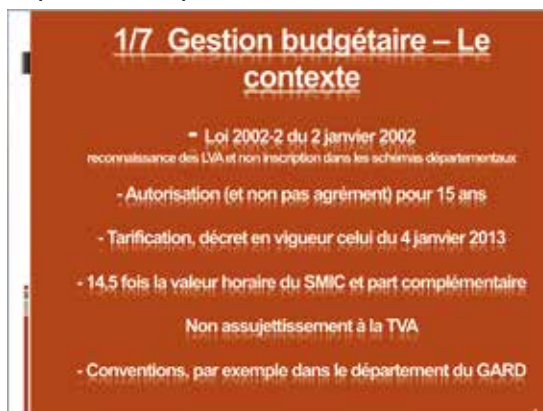 1/7 Gestion budgétaire – Le
contexte
- Loi 2002-2 du 2 janvier 2002
reconnaissance des LVA et non inscription dans les schémas départementaux
- Autorisation (et non pas agrément) pour 15 ans
- Tarification, décret en vigueur celui du 4 janvier 2013
- 14,5 fois la valeur horaire du SMIC et part complémentaire
Non assujettissement à la TVA
- Conventions, par exemple dans le département du GARD